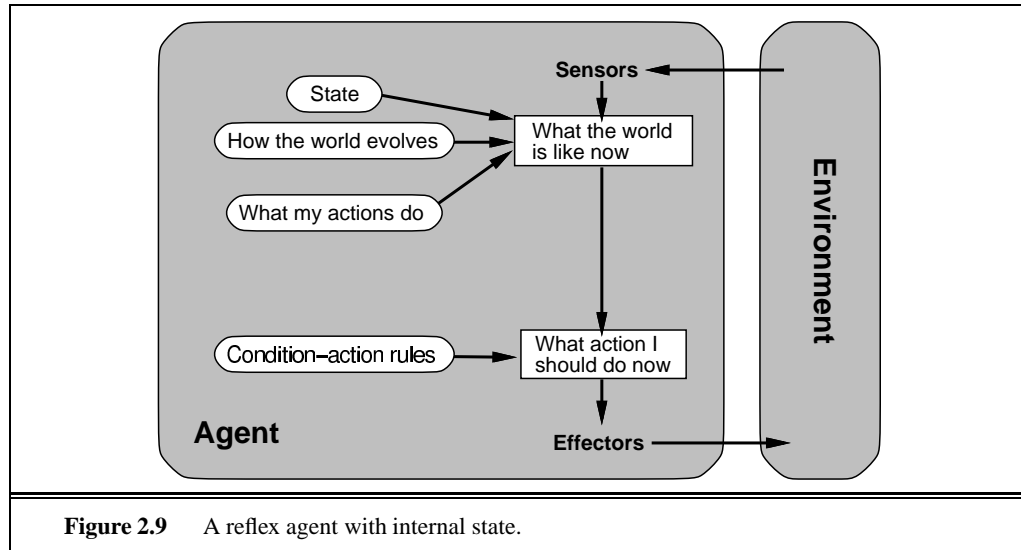 Sensors
State
How the world evolves
What the world
is like now
What my actions do
Environment
Condition–action rules
What action I
should do now
Agent
Effectors
Figure 2.9 A reflex agent with internal state.